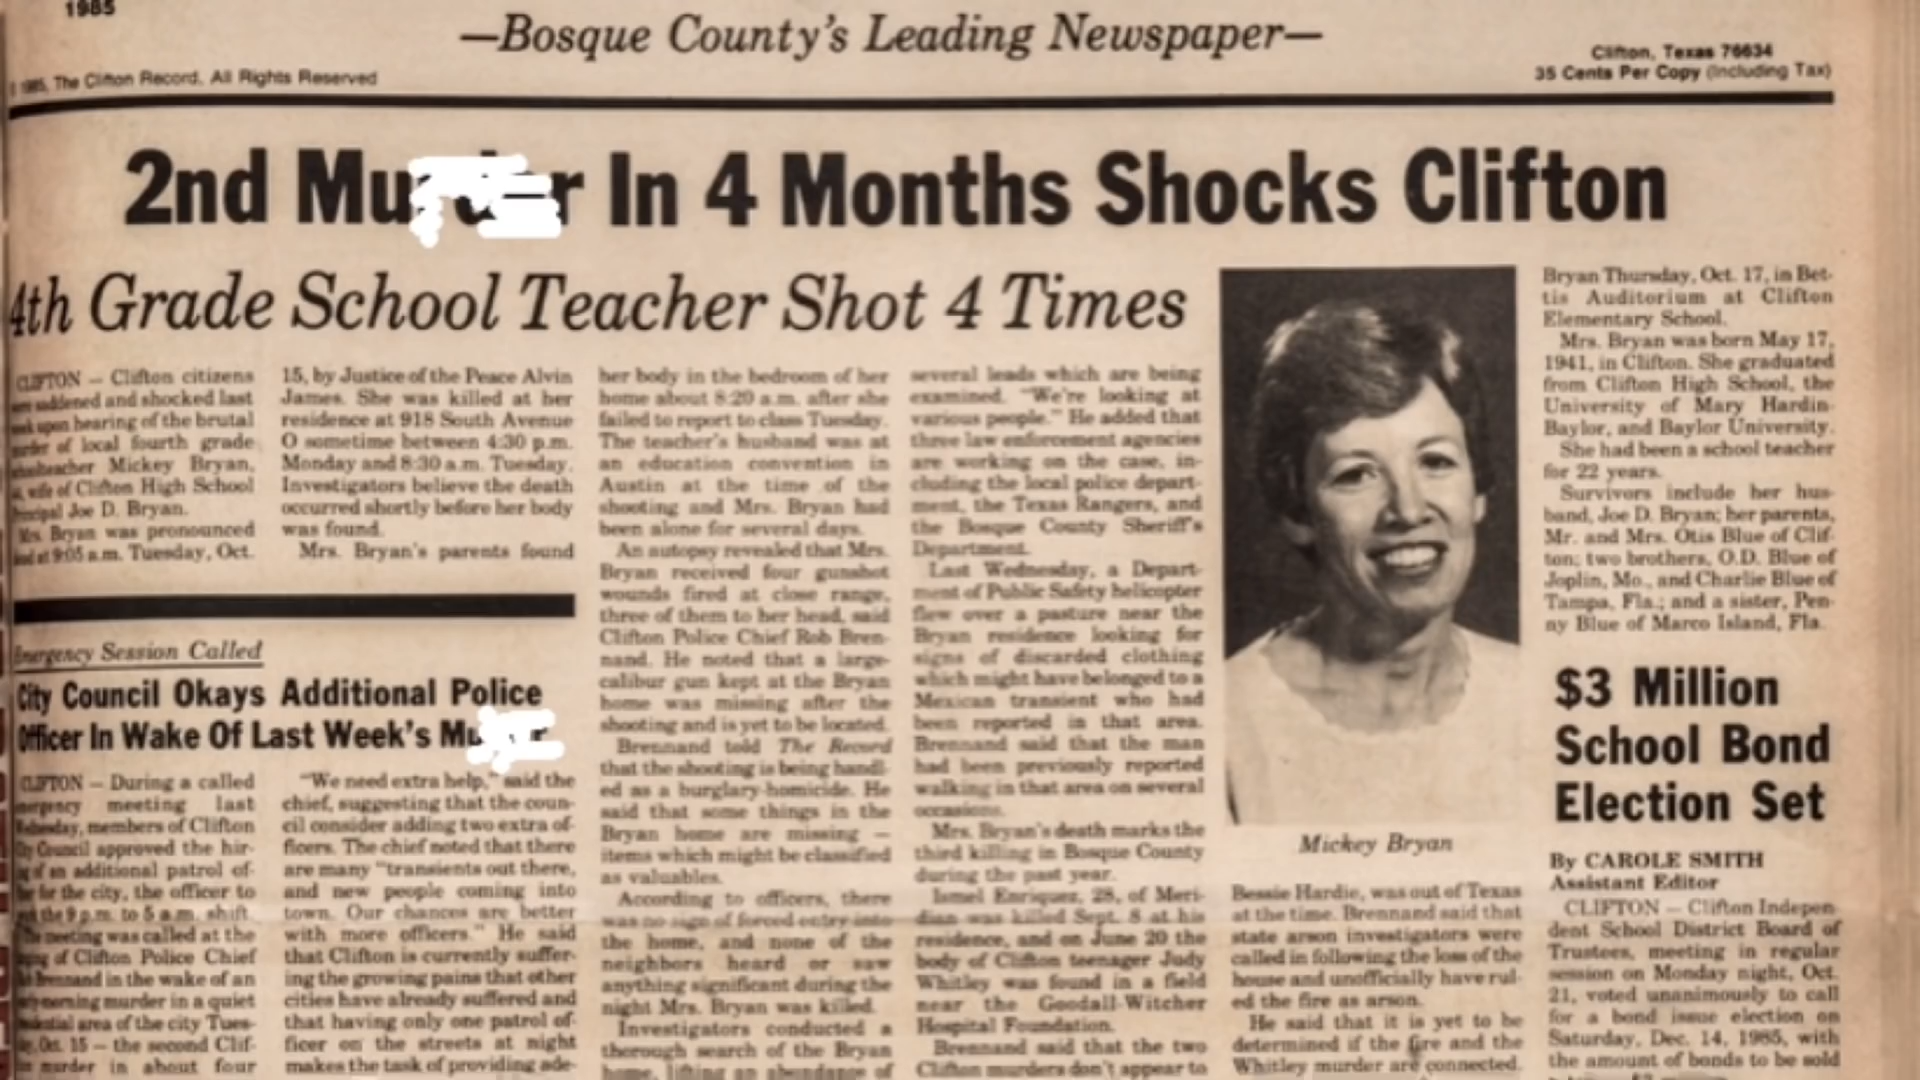 1985
—Bosque County's Leading Newspaper—
1985, The Clifton Record, All Rights Reserved
Clifton, Texas 76634
35 Cents Per Copy (Including Tax)
2nd Mu r In 4 Months Shocks Clifton
4th Grade School Teacher Shot 4 Times
CLIFTON — Clifton citizens
were saddened and shocked last
week upon hearing of the brutal
murder of local fourth grade
schoolteacher Mickey Bryan,
wife of Clifton High School
Principal Joe D. Bryan.
Mrs. Bryan was pronounced
dead at 9:05 a.m. Tuesday, Oct.
15, by Justice of the Peace Alvin
James. She was killed at her
residence at 918 South Avenue
O sometime between 4:30 p.m.
Monday and 8:30 a.m. Tuesday.
Investigators believe the death
occurred shortly before her body
was found.
Mrs. Bryan's parents found
her body in the bedroom of her
home about 8:20 a.m. after she
failed to report to class Tuesday.
The teacher's husband was at
an education convention in
Austin at the time of the
shooting and Mrs. Bryan had
been alone for several days.
An autopsy revealed that Mrs.
Bryan received four gunshot
wounds fired at close range,
three of them to her head, said
Clifton Police Chief Rob Bren-
nand. He noted that a large-
calibur gun kept at the Bryan
home was missing after the
shooting and is yet to be located.
Brennand told The Record
that the shooting is being handl-
ed as a burglary-homicide. He
said that some things in the
Bryan home are missing —
items which might be classified
as valuables.
According to officers, there
was no sign of forced entry into
the home, and none of the
neighbors heard or saw
anything significant during the
night Mrs. Bryan was killed.
Investigators conducted a
thorough search of the Bryan
home, lifting an abundance of
several leads which are being
examined. "We're looking at
various people." He added that
three law enforcement agencies
are working on the case, in-
cluding the local police depart-
ment, the Texas Rangers, and
the Bosque County Sheriff's
Department.
Last Wednesday, a Depart-
ment of Public Safety helicopter
flew over a pasture near the
Bryan residence looking for
signs of discarded clothing
which might have belonged to a
Mexican transient who had
been reported in that area.
Brennand said that the man
had been previously reported
walking in that area on several
occasions.
Mrs. Bryan's death marks the
third killing in Bosque County
during the past year.
Ismel Enriquez, 28, of Meri-
dian was killed Sept. 8 at his
residence, and on June 20 the
body of Clifton teenager Judy
Whitley was found in a field
near the Goodall-Witcher
Hospital Foundation.
Brennand said that the two
Clifton murders don't appear to
Mickey Bryan
Bessie Hardie, was out of Texas
at the time. Brennand said that
state arson investigators were
called in following the loss of the
house and unofficially have rul-
ed the fire as arson.
He said that it is yet to be
determined if the fire and the
Whitley murder are connected.
Bryan Thursday, Oct. 17, in Bet-
tis Auditorium at Clifton
Elementary School.
Mrs. Bryan was born May 17,
1941, in Clifton. She graduated
from Clifton High School, the
University of Mary Hardin-
Baylor, and Baylor University.
She had been a school teacher
for 22 years.
Survivors include her hus-
band, Joe D. Bryan; her parents,
Mr. and Mrs. Otis Blue of Clif-
ton; two brothers, O.D. Blue of
Joplin, Mo., and Charlie Blue of
Tampa, Fla.; and a sister, Pen-
ny Blue of Marco Island, Fla.
Emergency Session Called
City Council Okays Additional Police
Officer In Wake Of Last Week's Mu r
CLIFTON — During a called
emergency meeting last
Wednesday, members of Clifton
City Council approved the hir-
ing of an additional patrol of-
ficer for the city, the officer to
the 9 p.m. to 5 a.m. shift.
The meeting was called at the
of Clifton Police Chief
Brennand in the wake of an
early-morning murder in a quiet
residential area of the city Tues-
day, Oct. 15 — the second Clif-
ton murder in about four
"We need extra help," said the
chief, suggesting that the coun-
cil consider adding two extra of-
ficers. The chief noted that there
are many "transients out there,
and new people coming into
town. Our chances are better
with more officers." He said
that Clifton is currently suffer-
ing the growing pains that other
cities have already suffered and
that having only one patrol of-
ficer on the streets at night
makes the task of providing ade-
$3 Million
School Bond
Election Set
By CAROLE SMITH
Assistant Editor
CLIFTON — Clifton Indepen-
dent School District Board of
Trustees, meeting in regular
session on Monday night, Oct.
21, voted unanimously to call
for a bond issue election on
Saturday, Dec. 14, 1985, with
the amount of bonds to be sold